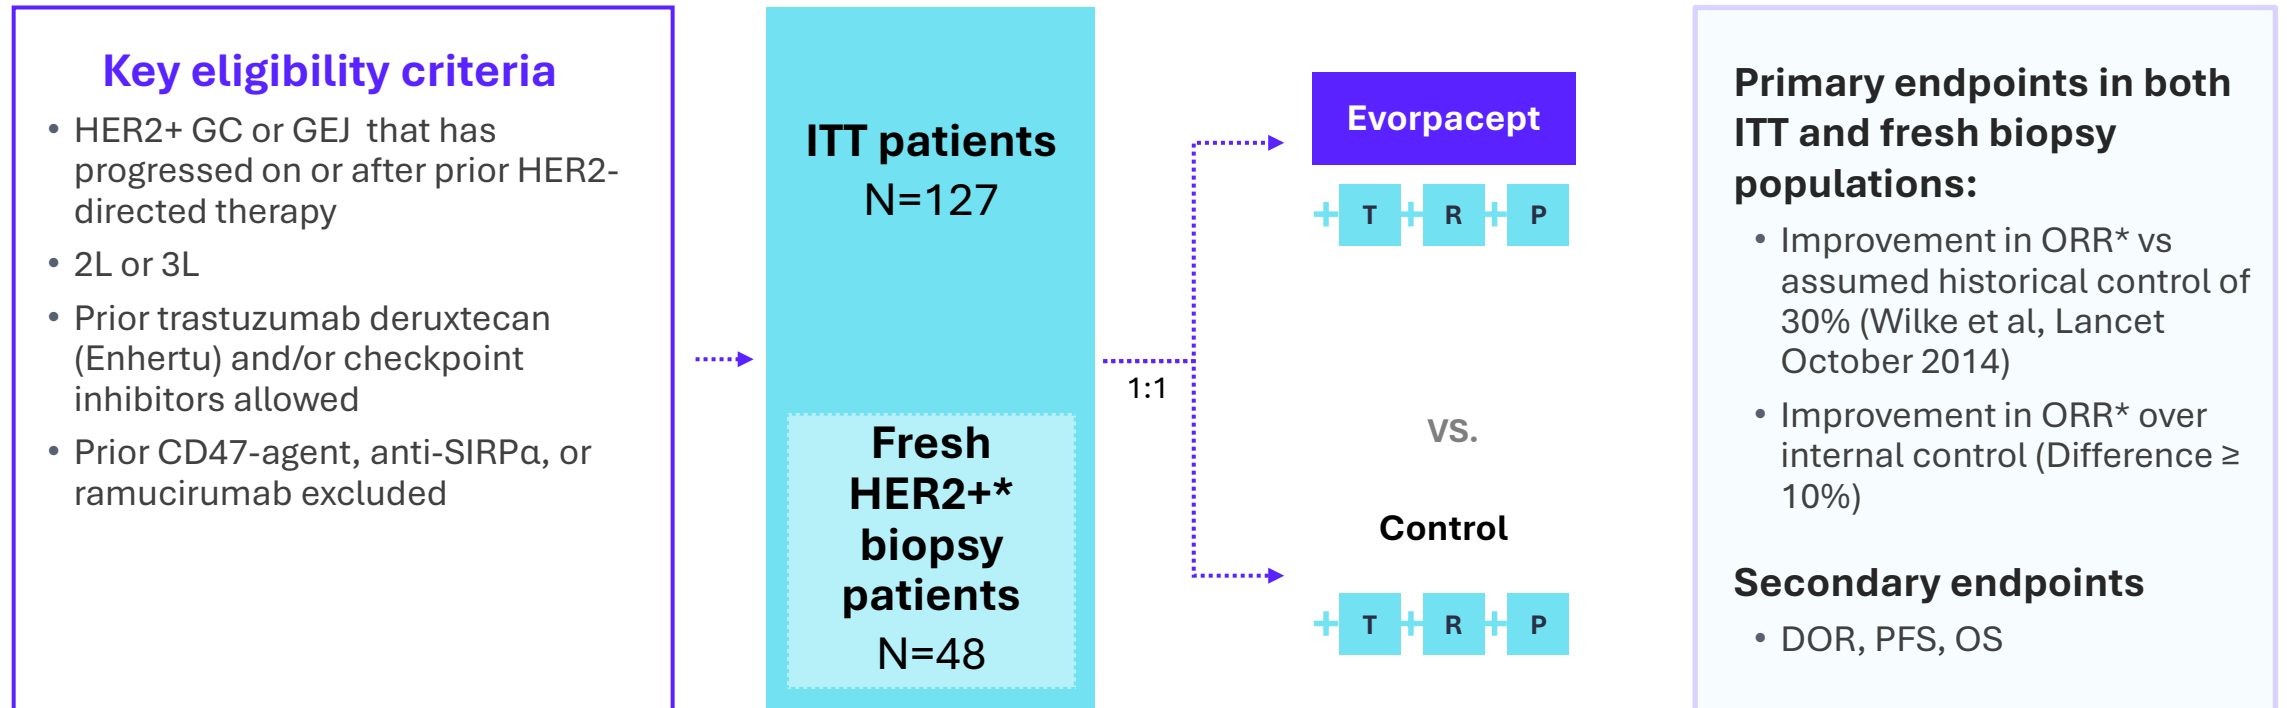 Key eligibility criteria
• HER2+ GC or GEJ that has
progressed on or after prior HER2-
directed therapy
• 2L or 3L
• Prior trastuzumab deruxtecan
(Enhertu) and/or checkpoint
inhibitors allowed
• Prior CD47-agent, anti-SIRPα, or
ramucirumab excluded
ITT patients
N=127
Fresh
HER2+*
biopsy
patients
N=48
1:1
Evorpacept
+ T + R + P
VS.
Control
+ T + R + P
Primary endpoints in both
ITT and fresh biopsy
populations:
• Improvement in ORR* vs
assumed historical control of
30% (Wilke et al, Lancet
October 2014)
• Improvement in ORR* over
internal control (Difference ≥
10%)
Secondary endpoints
• DOR, PFS, OS